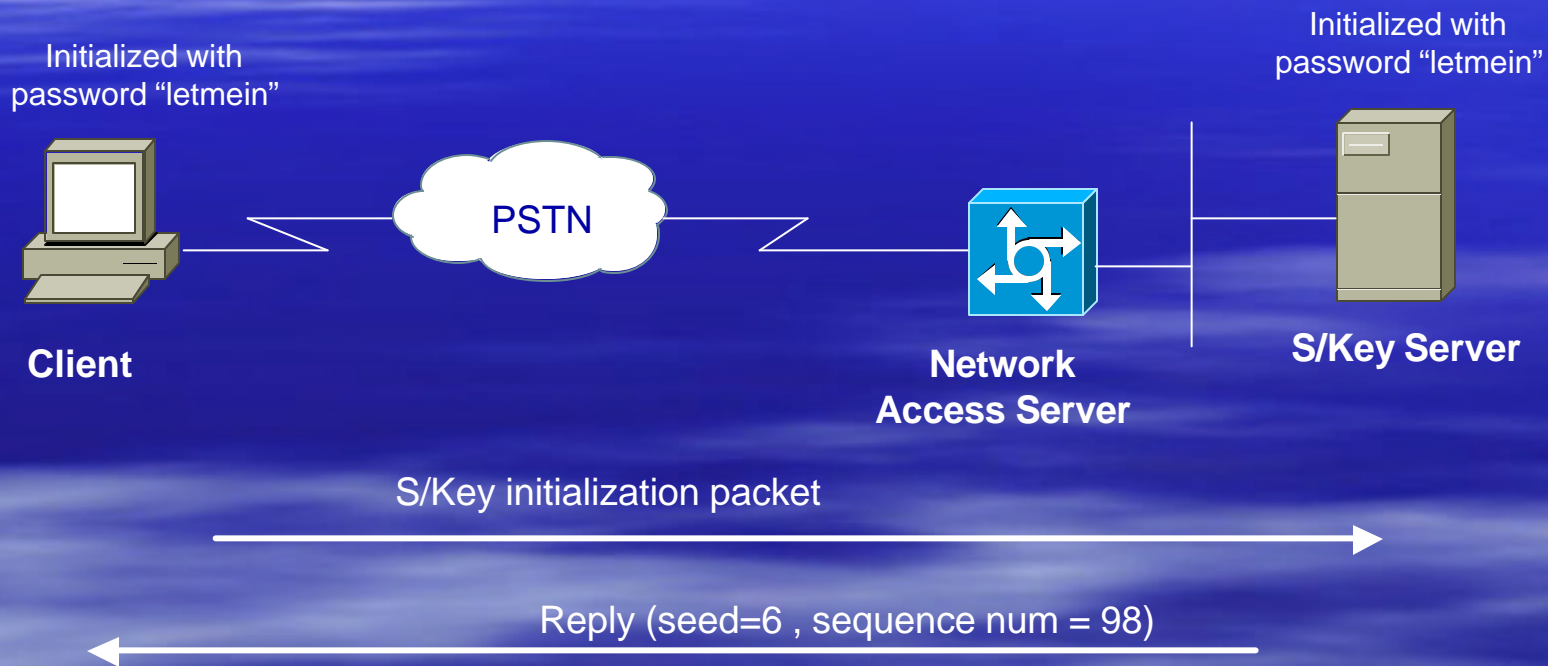 Initialized with
password “letmein”
Initialized with
password “letmein”
PSTN
Client
Network
Access Server
S/Key Server
S/Key initialization packet
Reply (seed=6 , sequence num = 98)